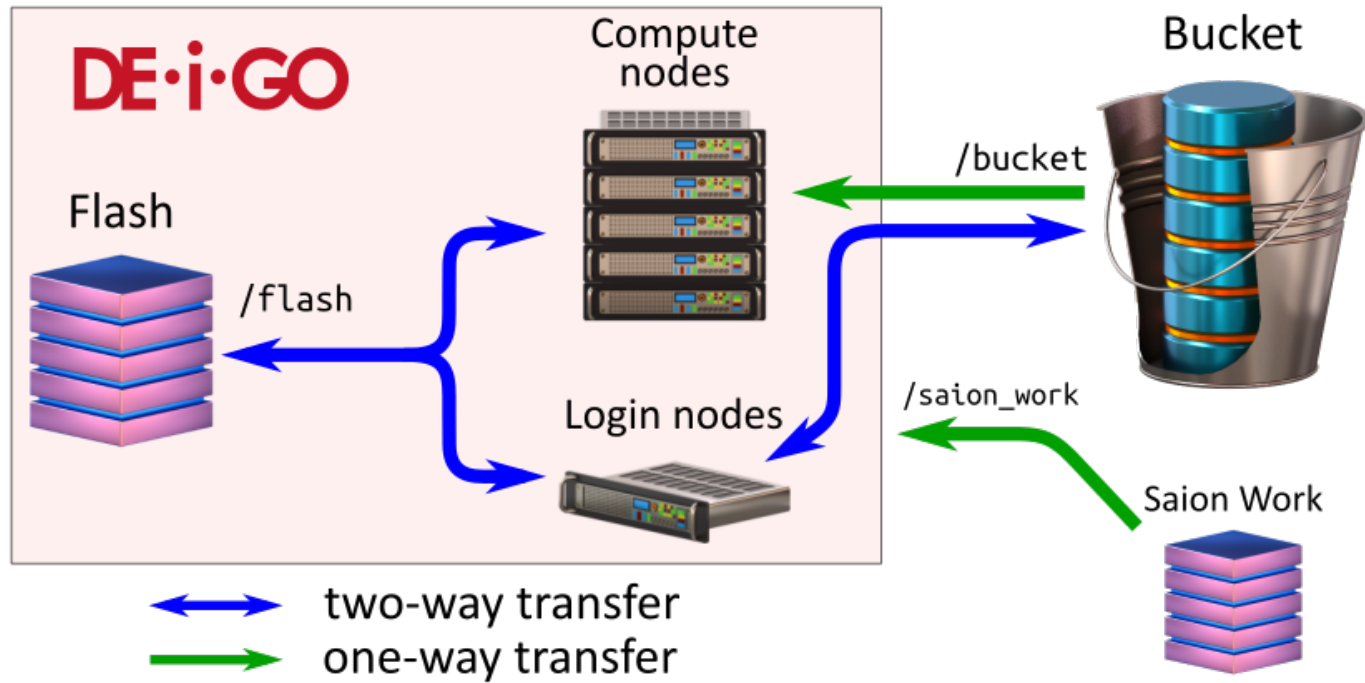 DE·i·GO
Compute
nodes
Bucket
/bucket
Flash
/flash
Login nodes
/saion_work
Saion Work
two-way transfer
one-way transfer